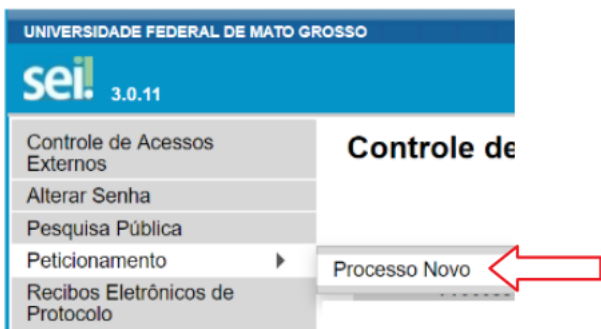 UNIVERSIDADE FEDERAL DE MATO GROSSO
sei! 3.0.11
Controle de Acessos
Externos
Controle de
Alterar Senha
Pesquisa Pública
Peticionamento
Processo Novo
Recibos Eletrônicos de
Protocolo